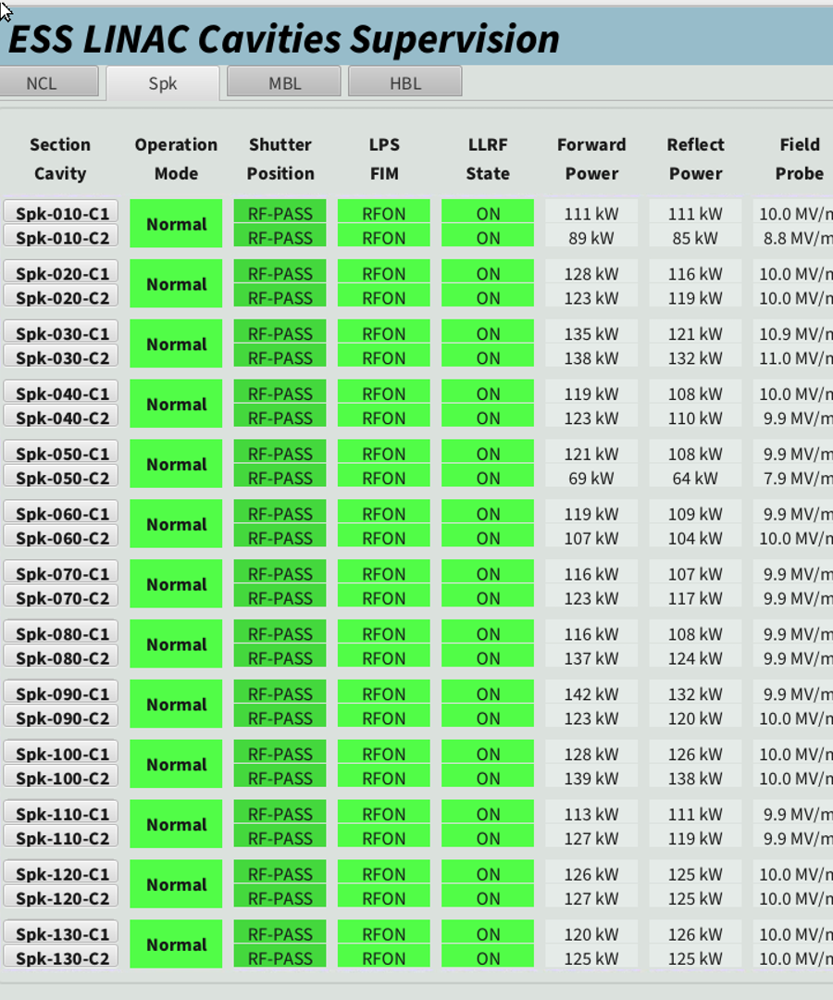 ESS LINAC Cavities Supervision
NCL Spk MBL HBL
Section Operation Shutter LPS LLRF Forward Reflect Field
Cavity Mode Position FIM State Power Power Probe
Spk-010-C1 Normal RF-PASS RFON ON 111 kW 111 kW 10.0 MV/m
Spk-010-C2 RF-PASS RFON ON 89 kW 85 kW 8.8 MV/m
Spk-020-C1 Normal RF-PASS RFON ON 128 kW 116 kW 10.0 MV/m
Spk-020-C2 RF-PASS RFON ON 123 kW 119 kW 10.0 MV/m
Spk-030-C1 Normal RF-PASS RFON ON 135 kW 121 kW 10.9 MV/m
Spk-030-C2 RF-PASS RFON ON 138 kW 132 kW 11.0 MV/m
Spk-040-C1 Normal RF-PASS RFON ON 119 kW 108 kW 10.0 MV/m
Spk-040-C2 RF-PASS RFON ON 123 kW 110 kW 9.9 MV/m
Spk-050-C1 Normal RF-PASS RFON ON 121 kW 108 kW 9.9 MV/m
Spk-050-C2 RF-PASS RFON ON 69 kW 64 kW 7.9 MV/m
Spk-060-C1 Normal RF-PASS RFON ON 119 kW 109 kW 9.9 MV/m
Spk-060-C2 RF-PASS RFON ON 107 kW 104 kW 10.0 MV/m
Spk-070-C1 Normal RF-PASS RFON ON 116 kW 107 kW 9.9 MV/m
Spk-070-C2 RF-PASS RFON ON 123 kW 117 kW 9.9 MV/m
Spk-080-C1 Normal RF-PASS RFON ON 116 kW 108 kW 9.9 MV/m
Spk-080-C2 RF-PASS RFON ON 137 kW 124 kW 9.9 MV/m
Spk-090-C1 Normal RF-PASS RFON ON 142 kW 132 kW 9.9 MV/m
Spk-090-C2 RF-PASS RFON ON 123 kW 120 kW 10.0 MV/m
Spk-100-C1 Normal RF-PASS RFON ON 128 kW 126 kW 10.0 MV/m
Spk-100-C2 RF-PASS RFON ON 139 kW 138 kW 10.0 MV/m
Spk-110-C1 Normal RF-PASS RFON ON 113 kW 111 kW 9.9 MV/m
Spk-110-C2 RF-PASS RFON ON 127 kW 119 kW 9.9 MV/m
Spk-120-C1 Normal RF-PASS RFON ON 126 kW 125 kW 10.0 MV/m
Spk-120-C2 RF-PASS RFON ON 127 kW 125 kW 10.0 MV/m
Spk-130-C1 Normal RF-PASS RFON ON 120 kW 126 kW 10.0 MV/m
Spk-130-C2 RF-PASS RFON ON 125 kW 125 kW 10.0 MV/m